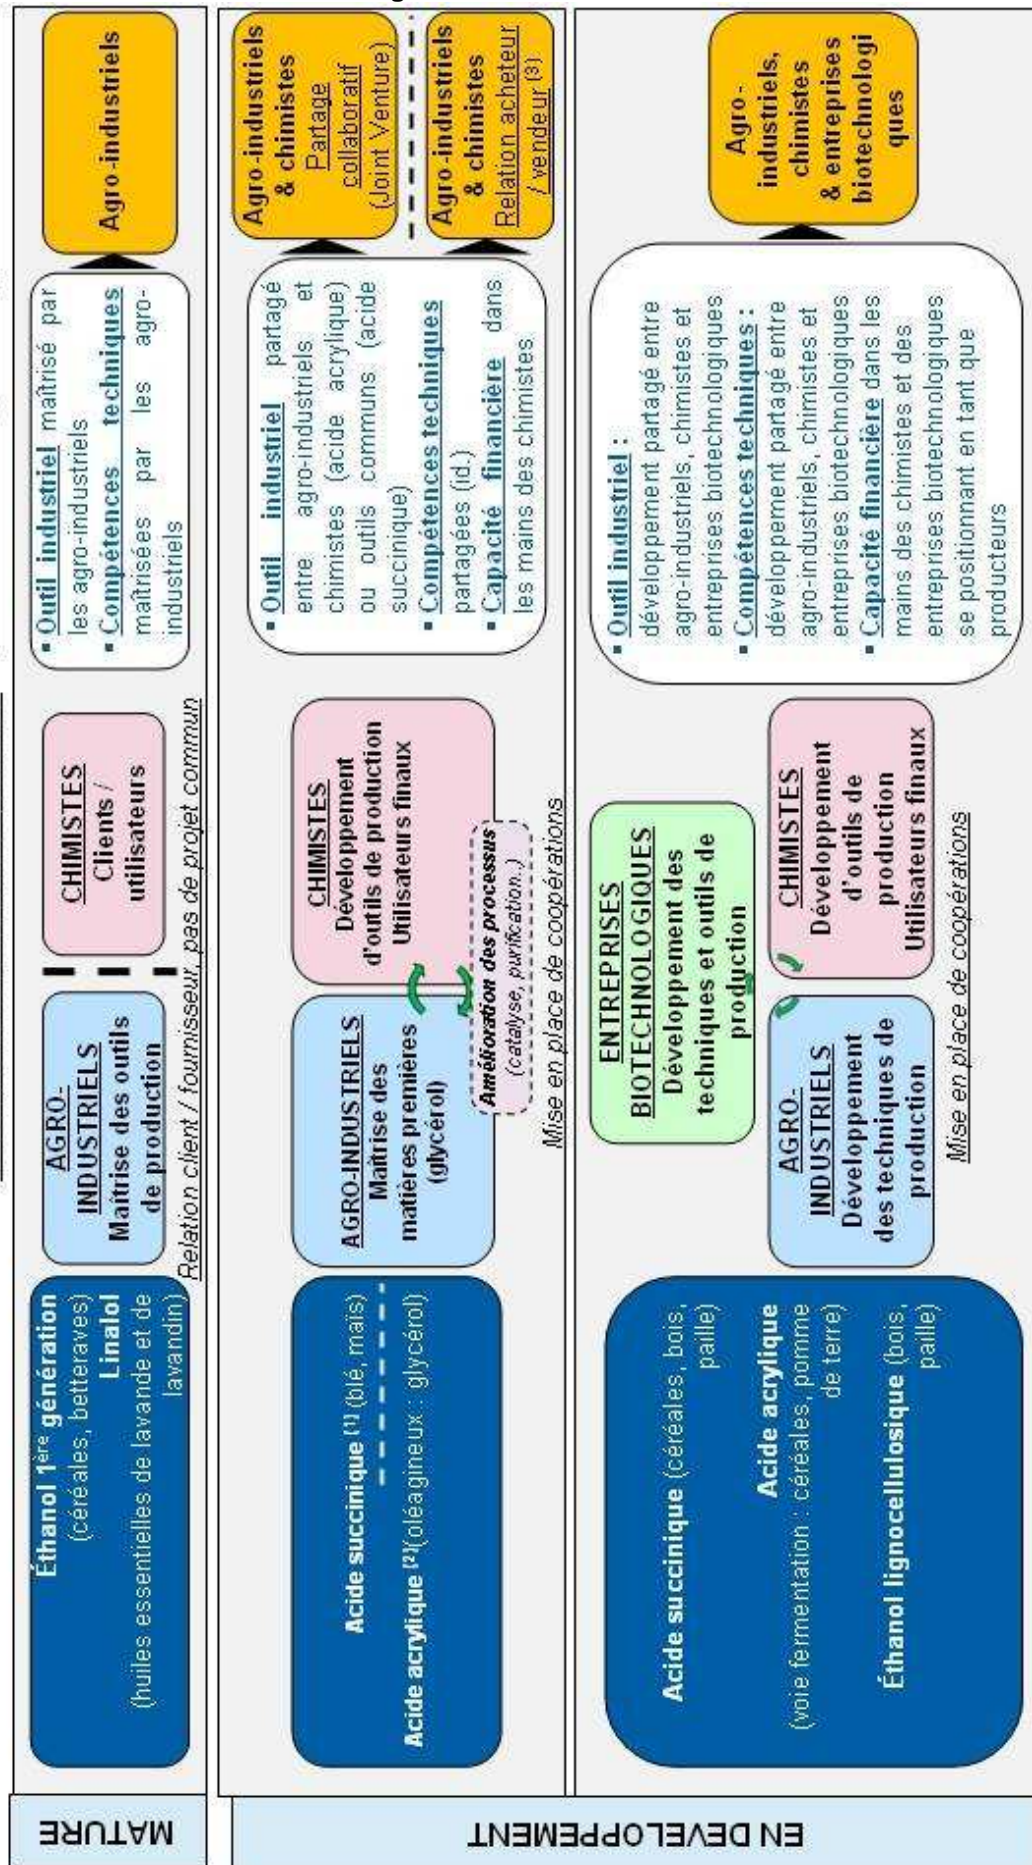 MATURE
Éthanol 1ère génération
(céréales, betteraves)
Linalol
(huiles essentielles de lavande et de
lavandin)
AGRO-
INDUSTRIELS
Maîtrise des outils
de production
CHIMISTES
Clients /
utilisateurs
Relation client / fournisseur, pas de projet commun
▪ Outil industriel maîtrisé par
les agro-industriels
▪ Compétences techniques
maîtrisées par les agro-
industriels
Agro-industriels
EN DEVELOPPEMENT
Acide succinique [1] (blé, maïs)
Acide acrylique [2](oléagineux : glycérol)
AGRO-INDUSTRIELS
Maîtrise des
matières premières
(glycérol)
CHIMISTES
Développement
d'outils de production
Utilisateurs finaux
Amélioration des processus
(catalyse, purification..)
Mise en place de coopérations
▪ Outil industriel partagé
entre agro-industriels et
chimistes (acide acrylique)
ou outils communs (acide
succinique)
▪ Compétences techniques
partagées (id.)
▪ Capacité financière dans
les mains des chimistes
Agro-industriels
& chimistes
Partage
collaboratif
(Joint Venture)
Agro-industriels
& chimistes
Relation acheteur
/ vendeur [3]
Acide succinique (céréales, bois,
paille)
Acide acrylique
(voie fermentation : céréales, pomme
de terre)
Éthanol lignocellulosique (bois,
paille)
ENTREPRISES
BIOTECHNOLOGIQUES
Développement des
techniques et outils de
production
AGRO-
INDUSTRIELS
Développement
des techniques de
production
CHIMISTES
Développement
d'outils de
production
Utilisateurs finaux
Mise en place de coopérations
▪ Outil industriel :
développement partagé entre
agro-industriels, chimistes et
entreprises biotechnologiques
▪ Compétences techniques :
développement partagé entre
agro-industriels, chimistes et
entreprises biotechnologiques
▪ Capacité financière dans les
mains des chimistes et des
entreprises biotechnologiques
se positionnant en tant que
producteurs
Agro-
industriels,
chimistes
& entreprises
biotechnologi
ques